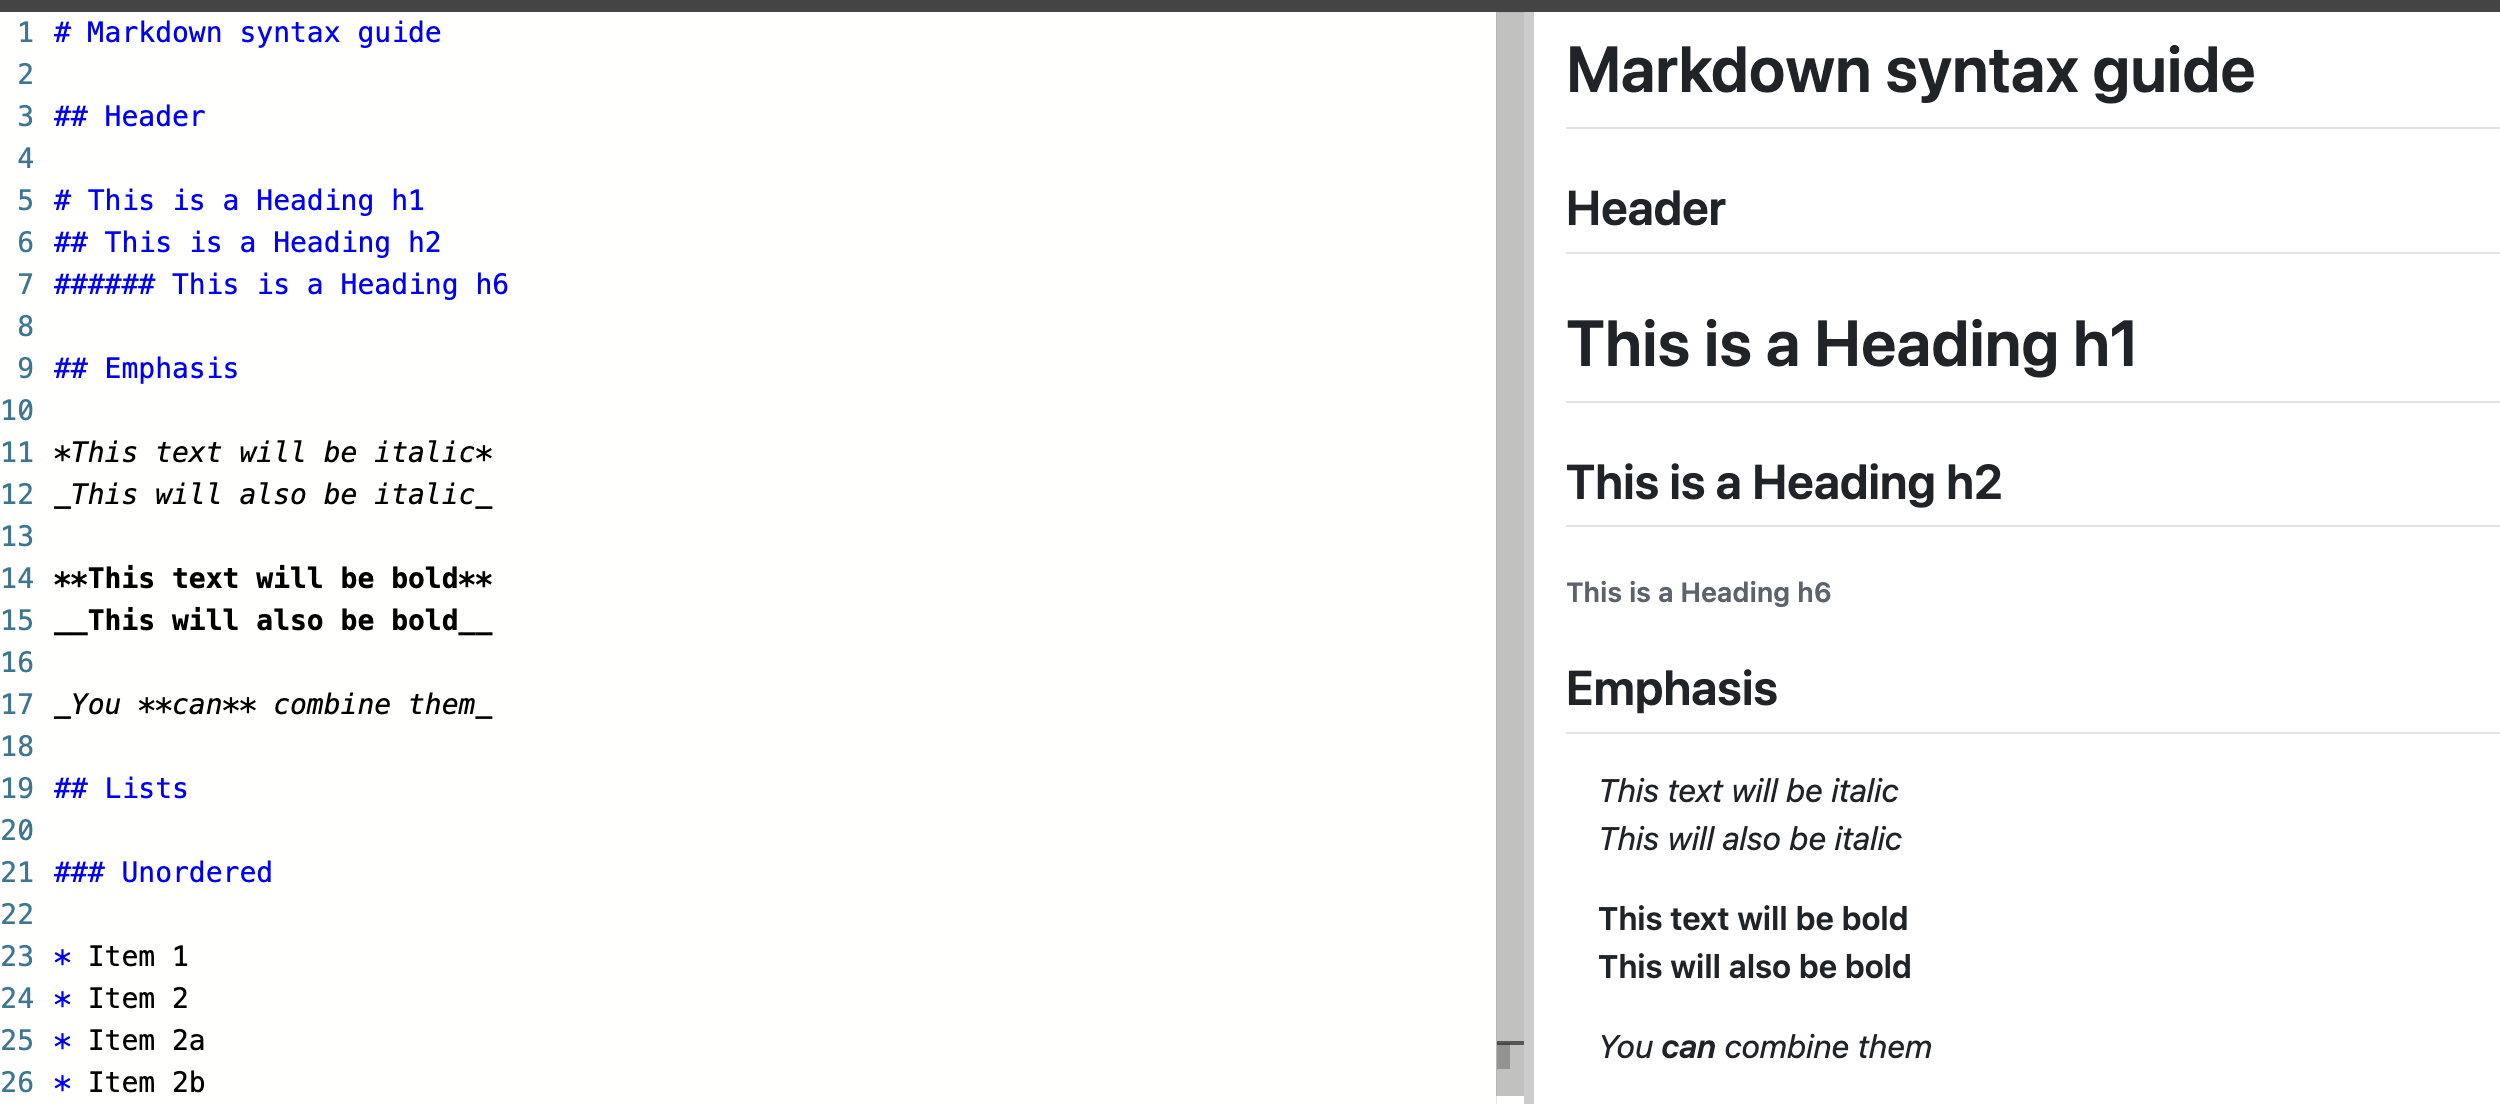 1 # Markdown syntax guide
2
3 ## Header
4
5 # This is a Heading h1
6 ## This is a Heading h2
7 ###### This is a Heading h6
8
9 ## Emphasis
10
11 *This text will be italic*
12 _This will also be italic_
13
14 **This text will be bold**
15 __This will also be bold__
16
17 _You **can** combine them_
18
19 ## Lists
20
21 ### Unordered
22
23 * Item 1
24 * Item 2
25 * Item 2a
26 * Item 2b
Markdown syntax guide
Header
This is a Heading h1
This is a Heading h2
This is a Heading h6
Emphasis
This text will be italic
This will also be italic
This text will be bold
This will also be bold
You can combine them